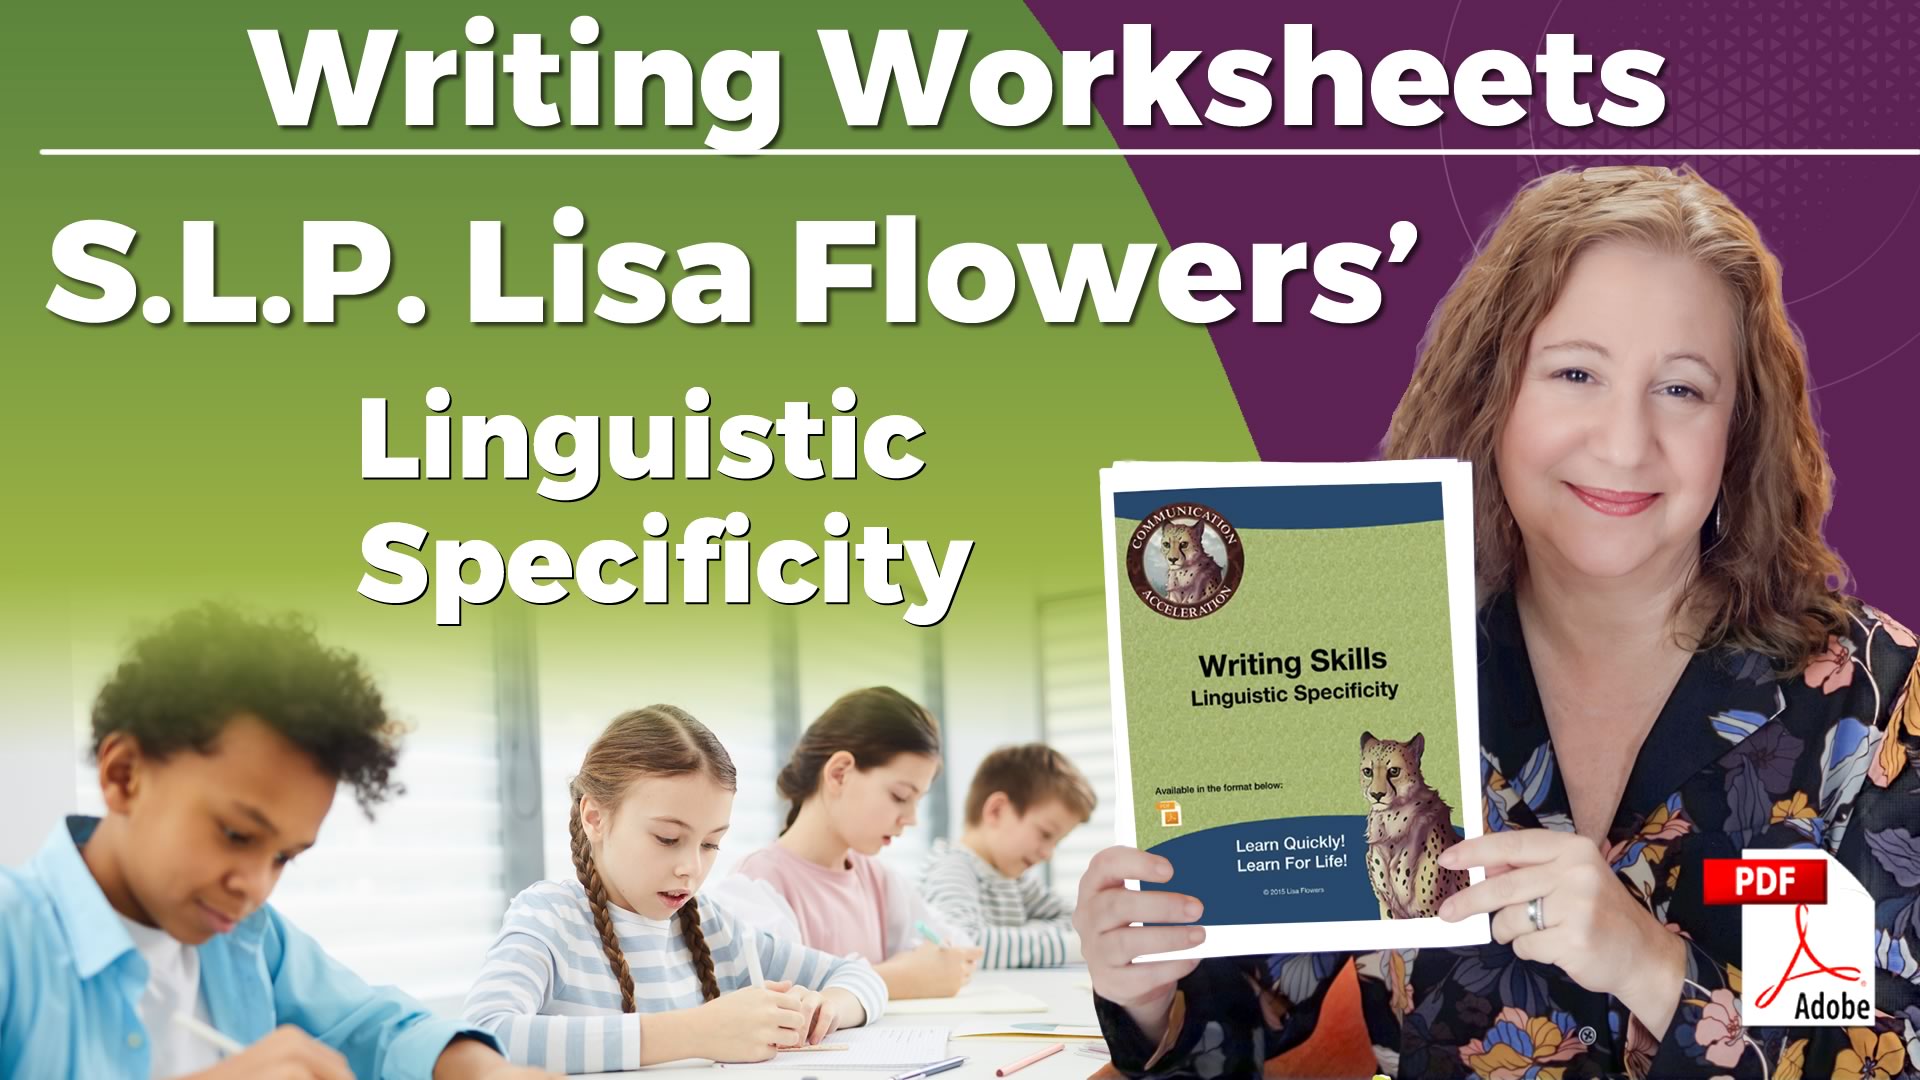 Writing Worksheets
S.L.P. Lisa Flowers’
Linguistic
Specificity
COMMUNICATION
ACCELERATION
Writing Skills
Linguistic Specificity
Available in the format below:
PDF
Learn Quickly!
Learn For Life!
© 2015 Lisa Flowers
PDF
Adobe